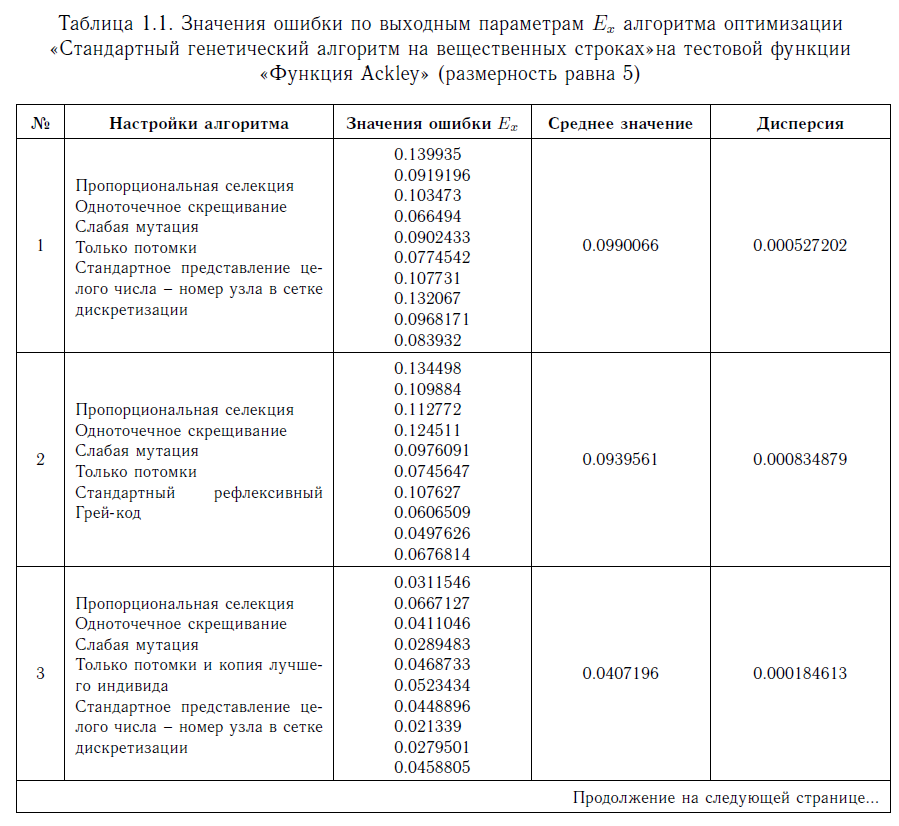 Таблица 1.1. Значения ошибки по выходным параметрам Eₓ алгоритма оптимизации
«Стандартный генетический алгоритм на вещественных строках»на тестовой функции
«Функция Ackley» (размерность равна 5)
№ Настройки алгоритма Значения ошибки Eₓ Среднее значение Дисперсия
1
Пропорциональная селекция
Одноточечное скрещивание
Слабая мутация
Только потомки
Стандартное представление це-
лого числа – номер узла в сетке
дискретизации
0.139935
0.0919196
0.103473
0.066494
0.0902433
0.0774542
0.107731
0.132067
0.0968171
0.083932
0.0990066
0.000527202
2
Пропорциональная селекция
Одноточечное скрещивание
Слабая мутация
Только потомки
Стандартный рефлексивный
Грей-код
0.134498
0.109884
0.112772
0.124511
0.0976091
0.0745647
0.107627
0.0606509
0.0497626
0.0676814
0.0939561
0.000834879
3
Пропорциональная селекция
Одноточечное скрещивание
Слабая мутация
Только потомки и копия лучше-
го индивида
Стандартное представление це-
лого числа – номер узла в сетке
дискретизации
0.0311546
0.0667127
0.0411046
0.0289483
0.0468733
0.0523434
0.0448896
0.021339
0.0279501
0.0458805
0.0407196
0.000184613
Продолжение на следующей странице...